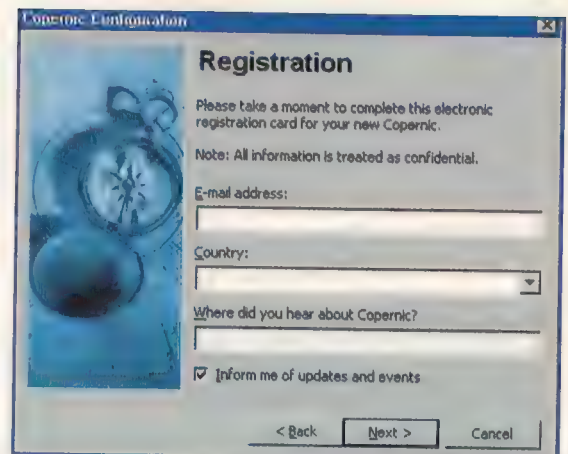 Copernic Configuration
Registration
Please take a moment to complete this electronic
registration card for your new Copernic.
Note: All information is treated as confidential.
E-mail address:
Country:
Where did you hear about Copernic?
Inform me of updates and events
< Back
Next >
Cancel